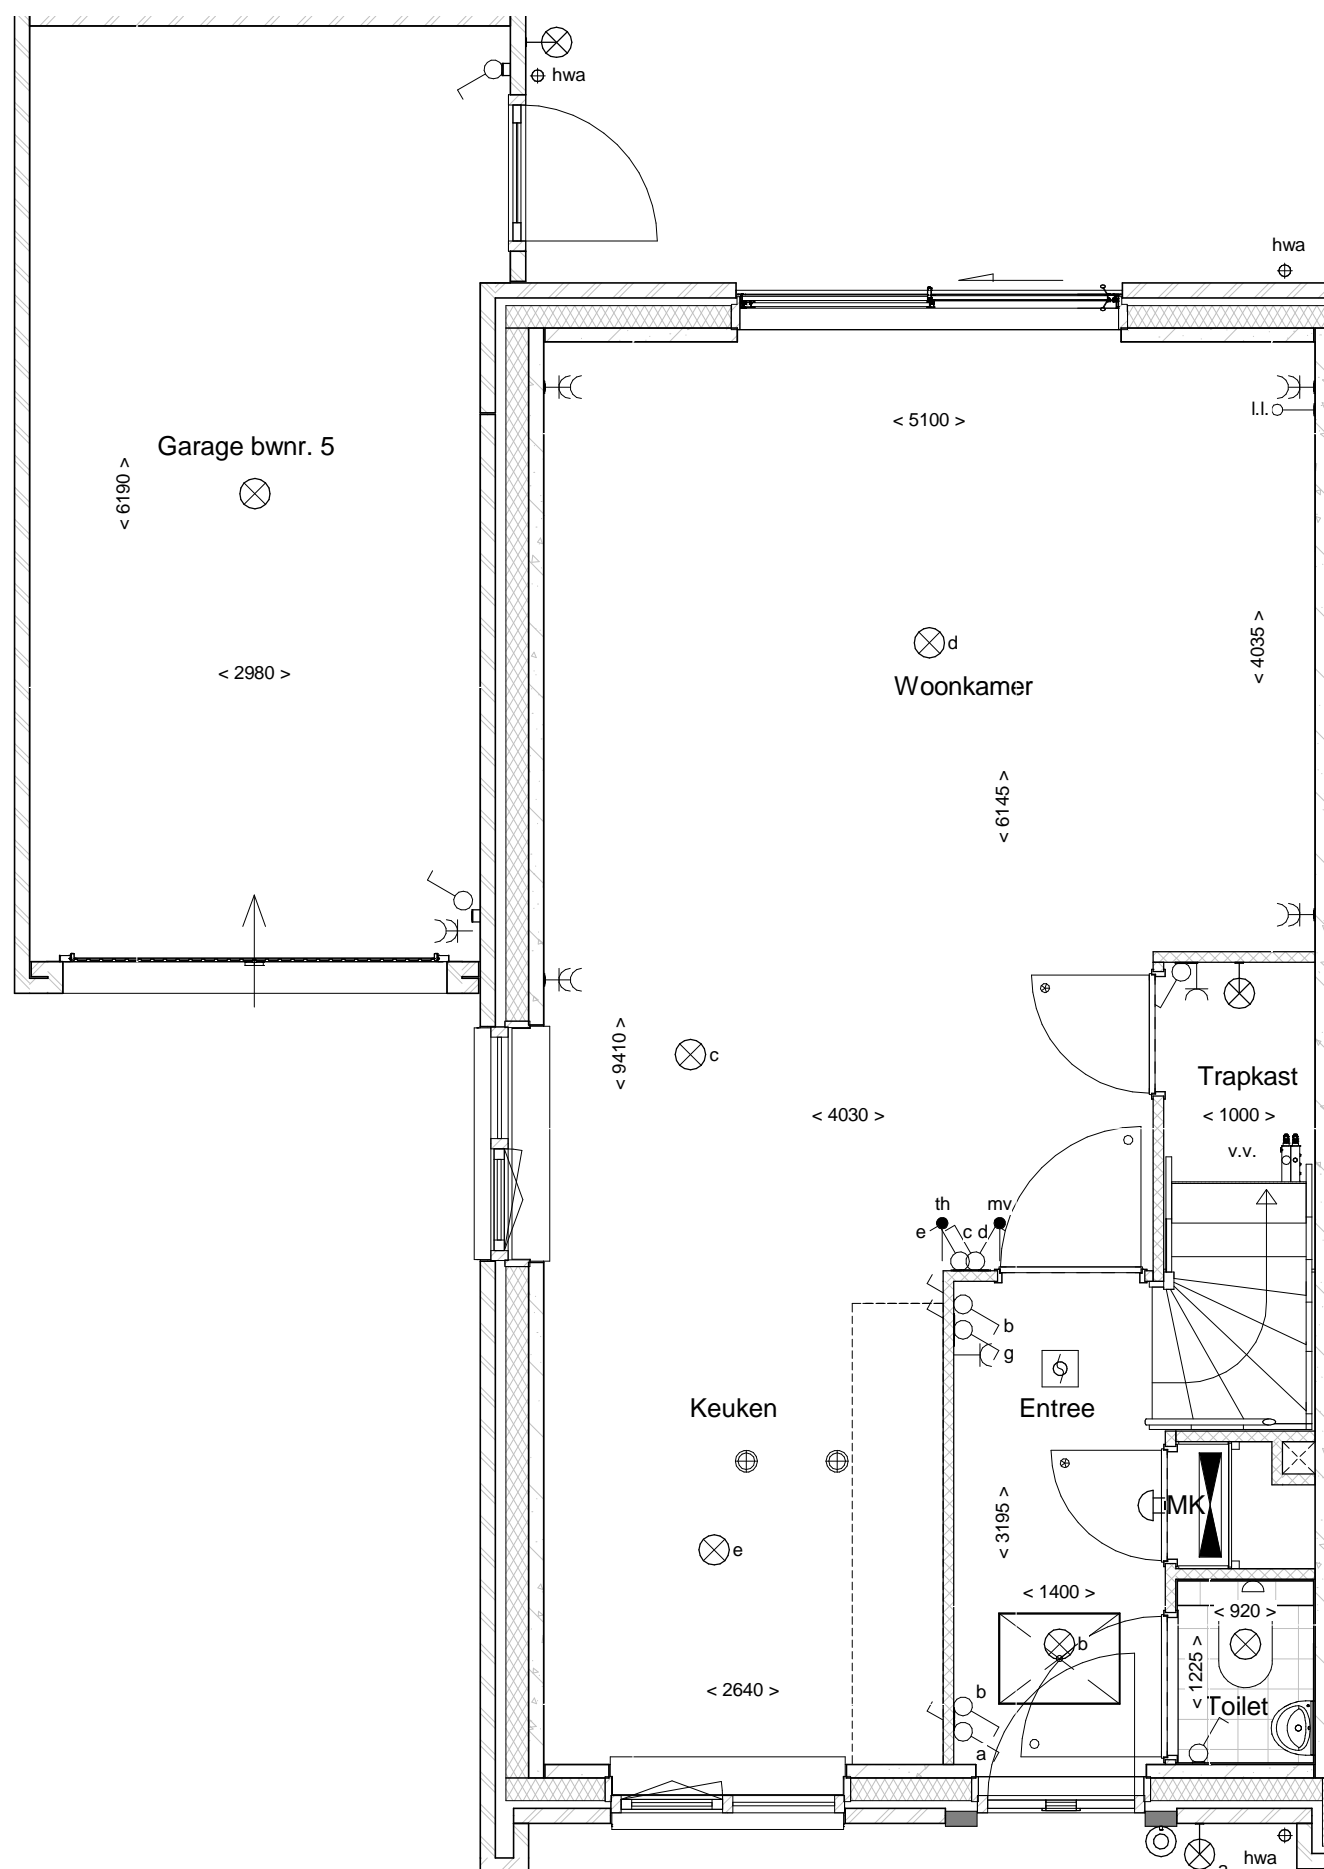 hwa
hwa
< 5100 >
l.l.
Garage bwnr. 5
< 6190 >
< 4035 >
d
Woonkamer
< 2980 >
< 6145 >
< 9410 >
c
Trapkast
< 4030 >
< 1000 >
v.v.
th
mv
e
c d
b
g
Keuken
Entree
MK
< 3195 >
e
< 1400 >
< 920 >
b
< 1225 >
< 2640 >
b
Toilet
a
hwa
a